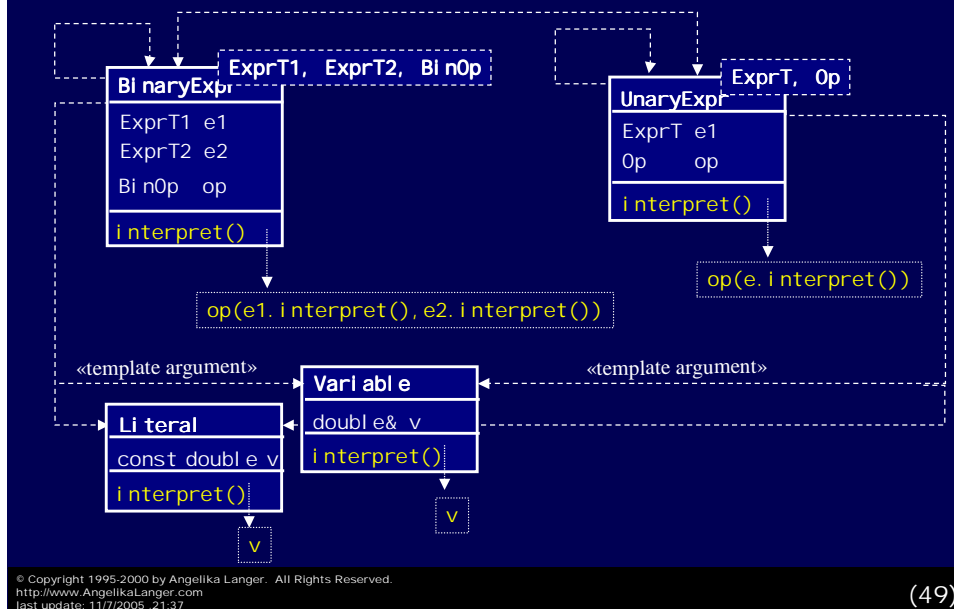 ExprT1, ExprT2, BinOp
BinaryExpr
ExprT1 e1
ExprT2 e2
BinOp op
interpret()
op(e1.interpret(),e2.interpret())
ExprT, Op
UnaryExpr
ExprT e1
Op op
interpret()
op(e.interpret())
«template argument»
«template argument»
Variable
double& v
interpret()
v
Literal
const double v
interpret()
v
© Copyright 1995-2000 by Angelika Langer. All Rights Reserved.
http://www.AngelikaLanger.com
last update: 11/7/2005 ,21:37
(49)